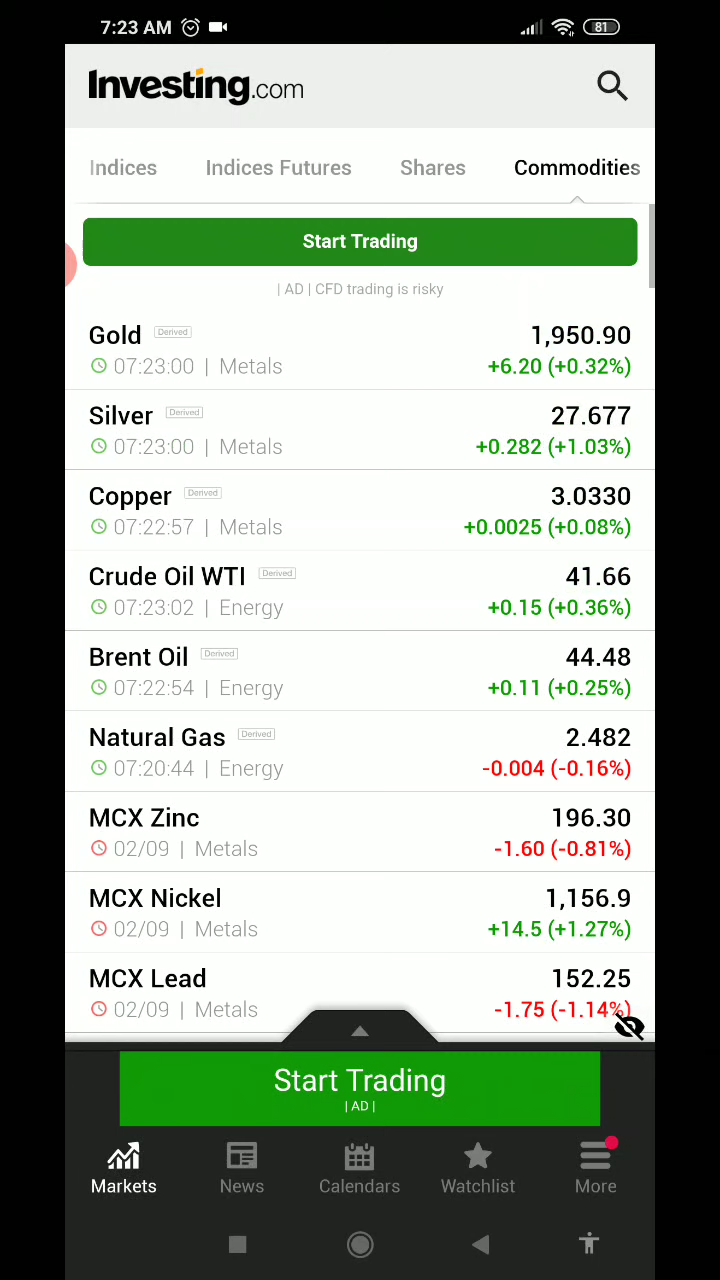 7:23 AM 81
Investing.com
Indices Indices Futures Shares Commodities
Start Trading
| AD | CFD trading is risky
Gold Derived 1,950.90
07:23:00 | Metals +6.20 (+0.32%)
Silver Derived 27.677
07:23:00 | Metals +0.282 (+1.03%)
Copper Derived 3.0330
07:22:57 | Metals +0.0025 (+0.08%)
Crude Oil WTI Derived 41.66
07:23:02 | Energy +0.15 (+0.36%)
Brent Oil Derived 44.48
07:22:54 | Energy +0.11 (+0.25%)
Natural Gas Derived 2.482
07:20:44 | Energy -0.004 (-0.16%)
MCX Zinc 196.30
02/09 | Metals -1.60 (-0.81%)
MCX Nickel 1,156.9
02/09 | Metals +14.5 (+1.27%)
MCX Lead 152.25
02/09 | Metals -1.75 (-1.14%)
Start Trading
| AD |
Markets News Calendars Watchlist More